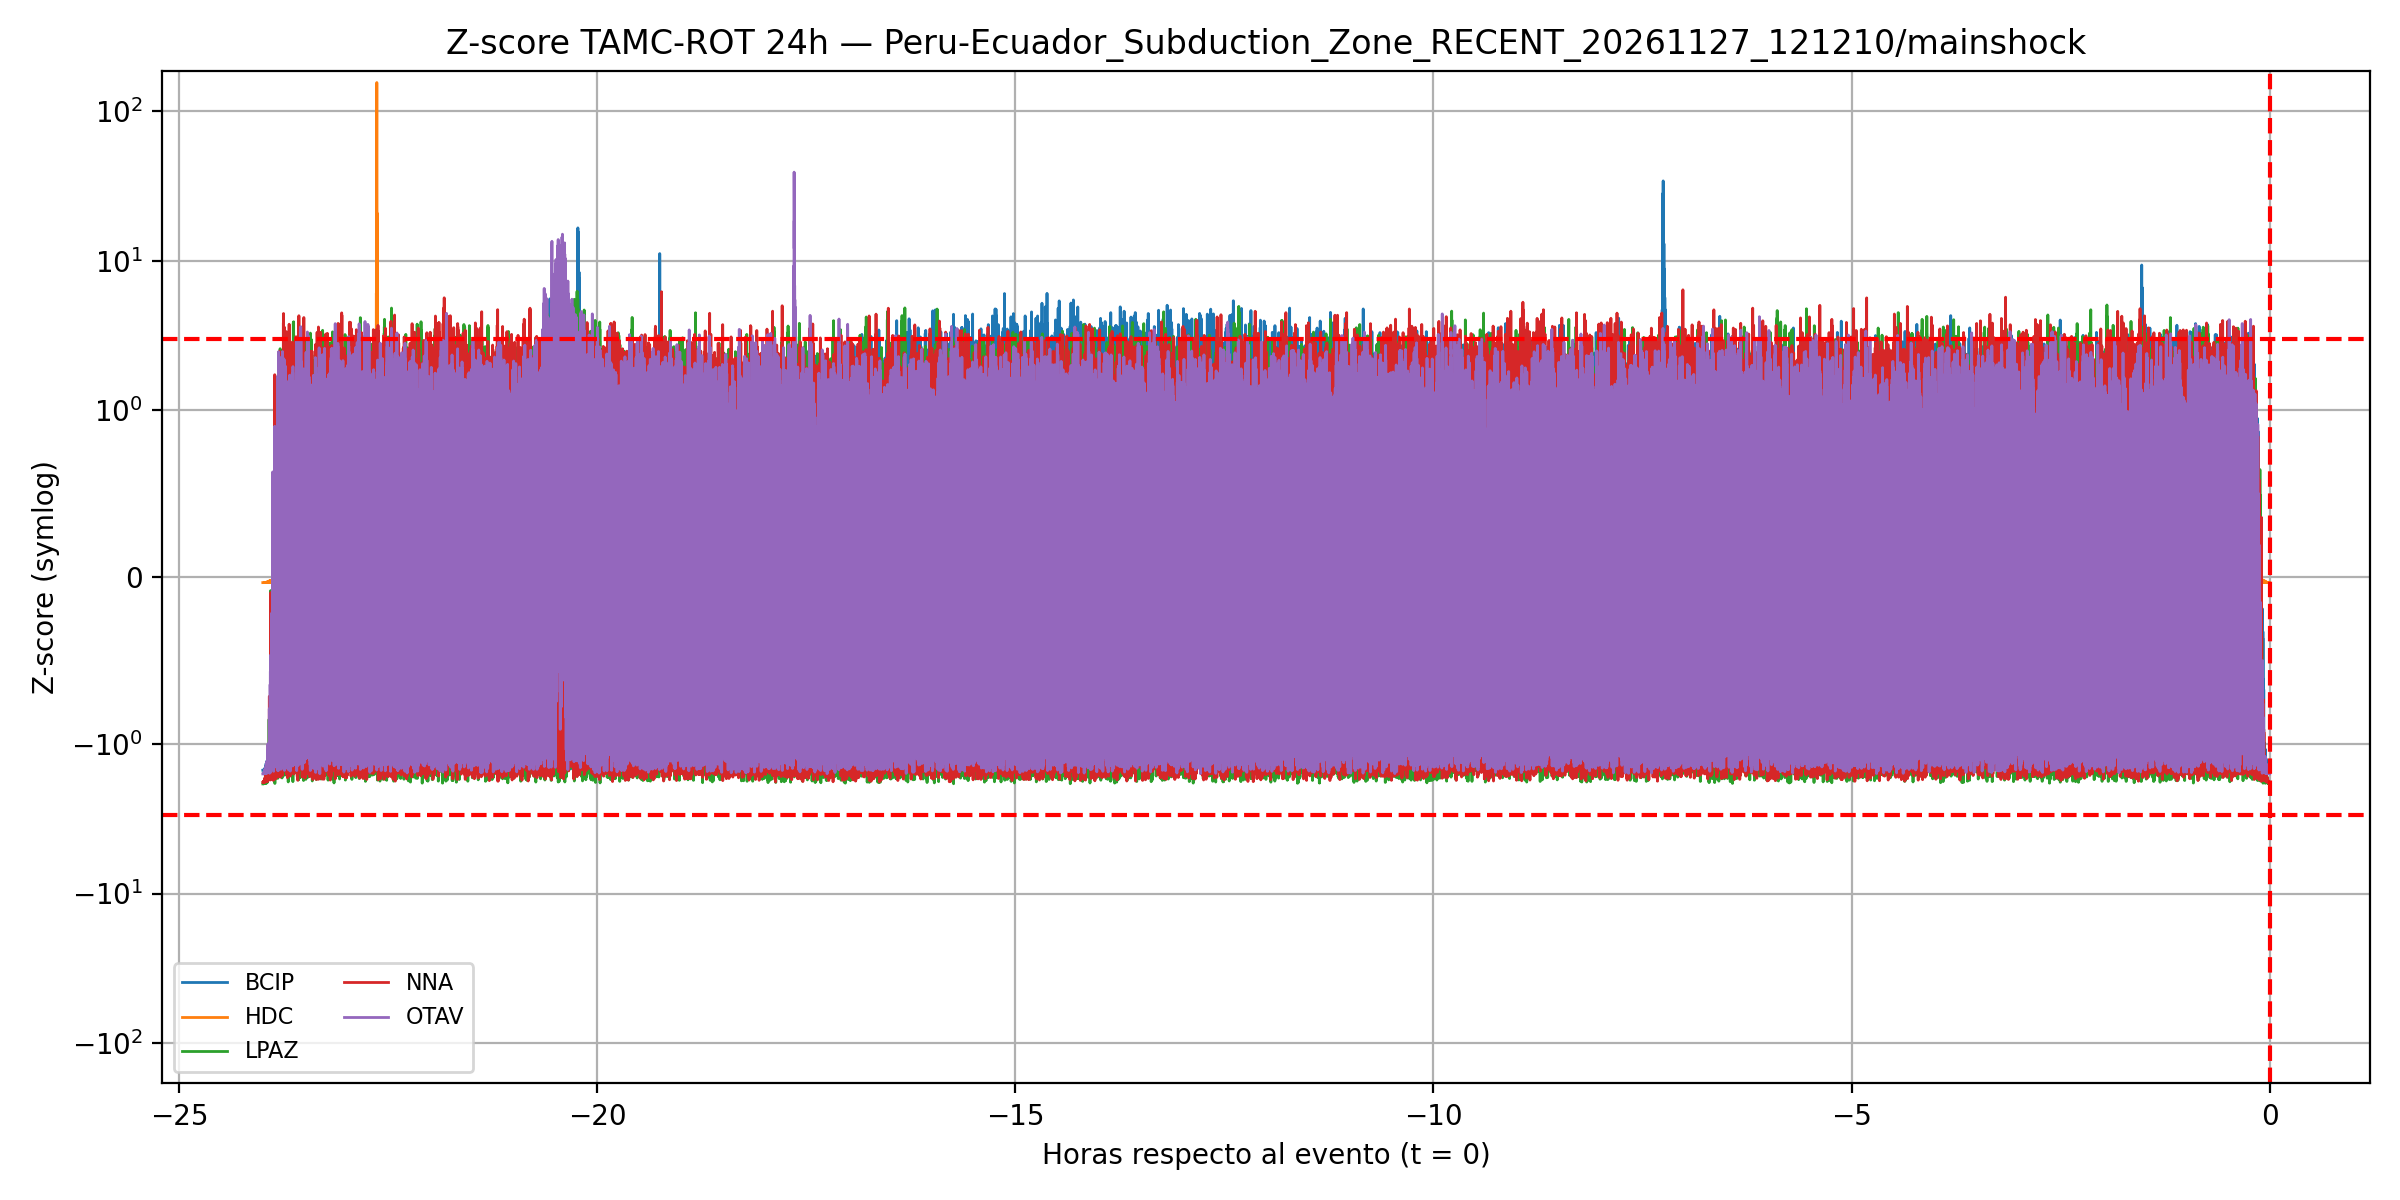 Z-score TAMC-ROT 24h — Peru-Ecuador_Subduction_Zone_RECENT_20261127_121210/mainshock
Z-score (symlog)
10²
10¹
10⁰
0
−10⁰
−10¹
−10²
BCIP
HDC
LPAZ
NNA
OTAV
−25
−20
−15
−10
−5
0
Horas respecto al evento (t = 0)